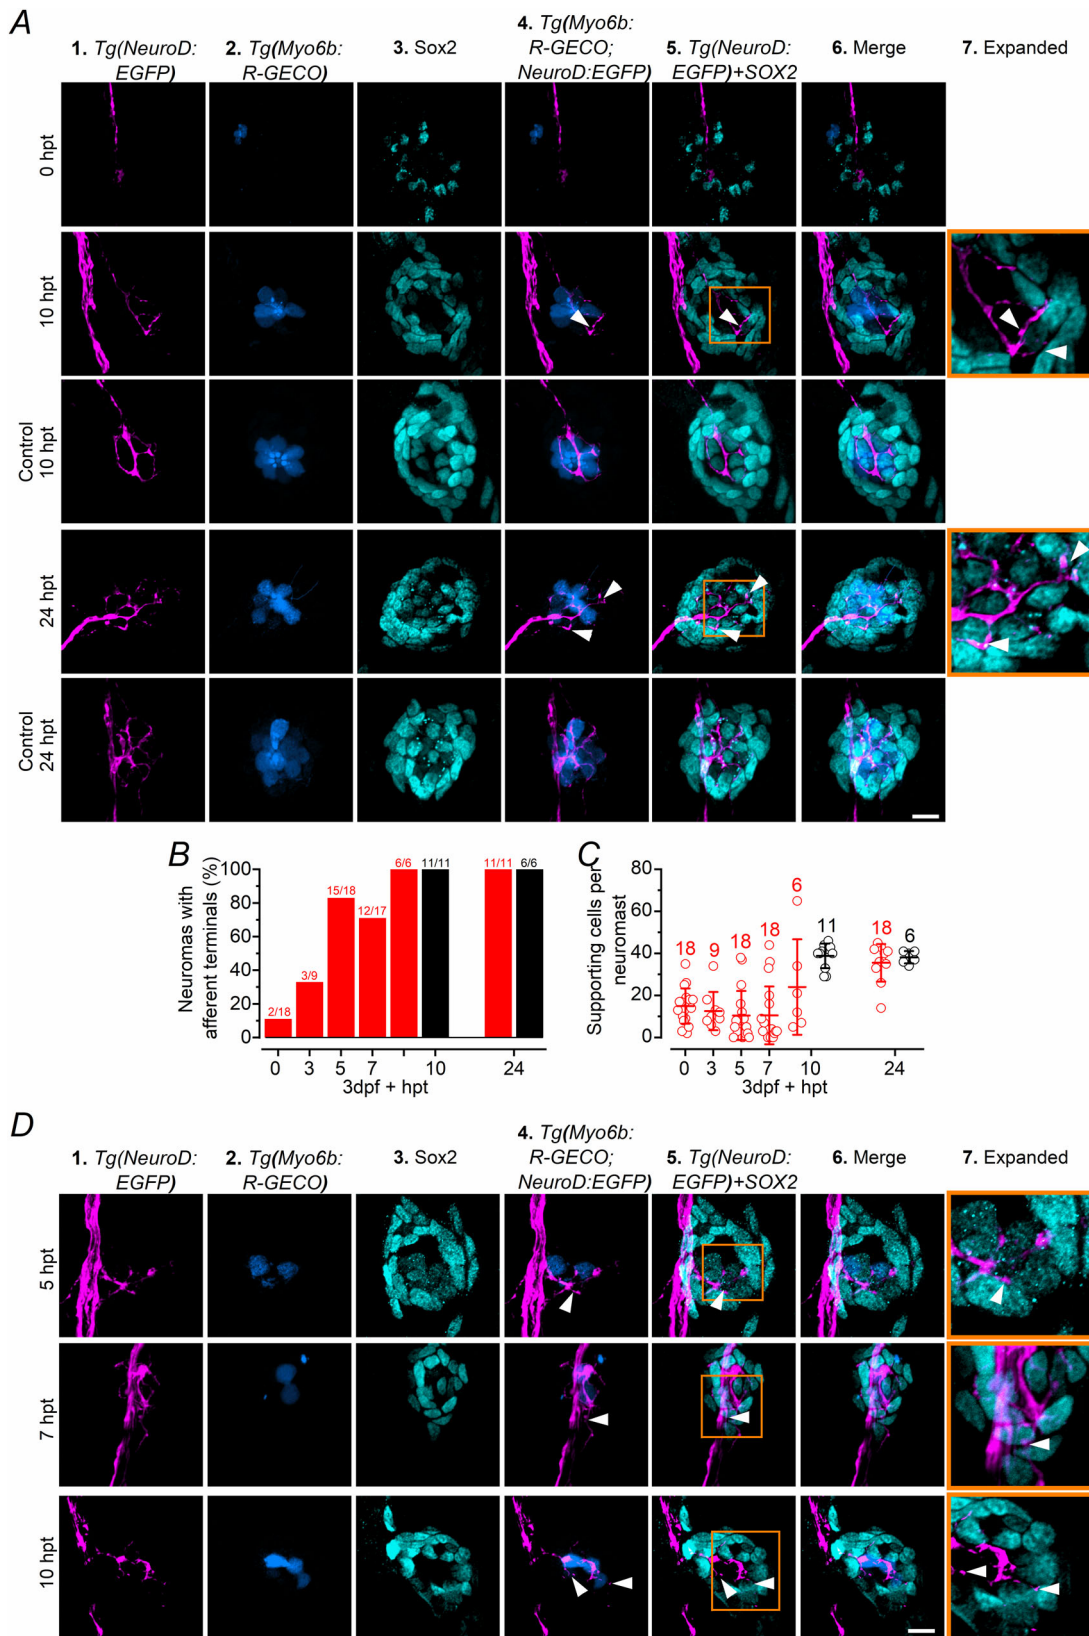 A
1. Tg(NeuroD:
EGFP)
2. Tg(Myo6b:
R-GECO)
3. Sox2
4. Tg(Myo6b:
R-GECO;
NeuroD:EGFP)
5. Tg(NeuroD:
EGFP)+SOX2
6. Merge
7. Expanded
0 hpt
10 hpt
Control
10 hpt
24 hpt
Control
24 hpt
B
Neuromas with
afferent terminals (%)
100
80
60
40
20
0
2/18
3/9
15/18
12/17
6/6
11/11
11/11
6/6
0 3 5 7 10 24
3dpf + hpt
C
Supporting cells per
neuromast
80
60
40
20
0
18
9
18
18
6
11
18
6
0 3 5 7 10 24
3dpf + hpt
D
1. Tg(NeuroD:
EGFP)
2. Tg(Myo6b:
R-GECO)
3. Sox2
4. Tg(Myo6b:
R-GECO;
NeuroD:EGFP)
5. Tg(NeuroD:
EGFP)+SOX2
6. Merge
7. Expanded
5 hpt
7 hpt
10 hpt